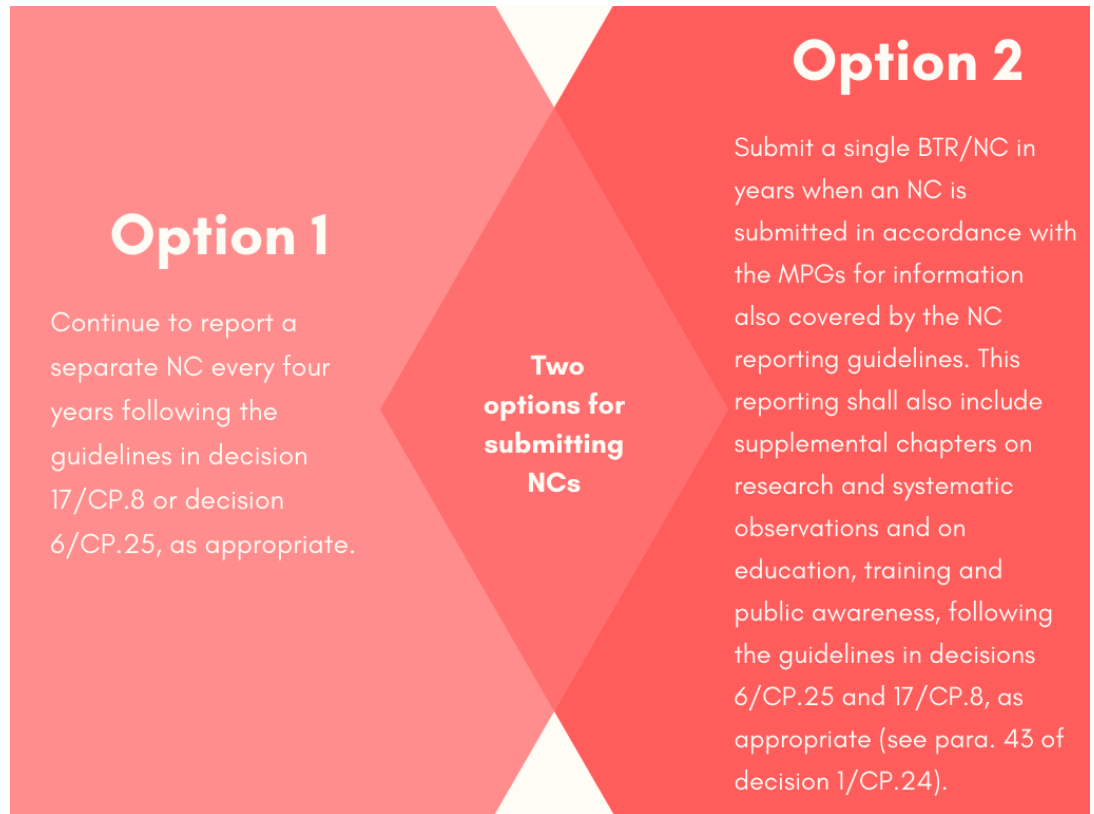 Option 1
Continue to report a
separate NC every four
years following the
guidelines in decision
17/CP.8 or decision
6/CP.25, as appropriate.
Two
options for
submitting
NCs
Option 2
Submit a single BTR/NC in
years when an NC is
submitted in accordance with
the MPGs for information
also covered by the NC
reporting guidelines. This
reporting shall also include
supplemental chapters on
research and systematic
observations and on
education, training and
public awareness, following
the guidelines in decisions
6/CP.25 and 17/CP.8, as
appropriate (see para. 43 of
decision 1/CP.24).